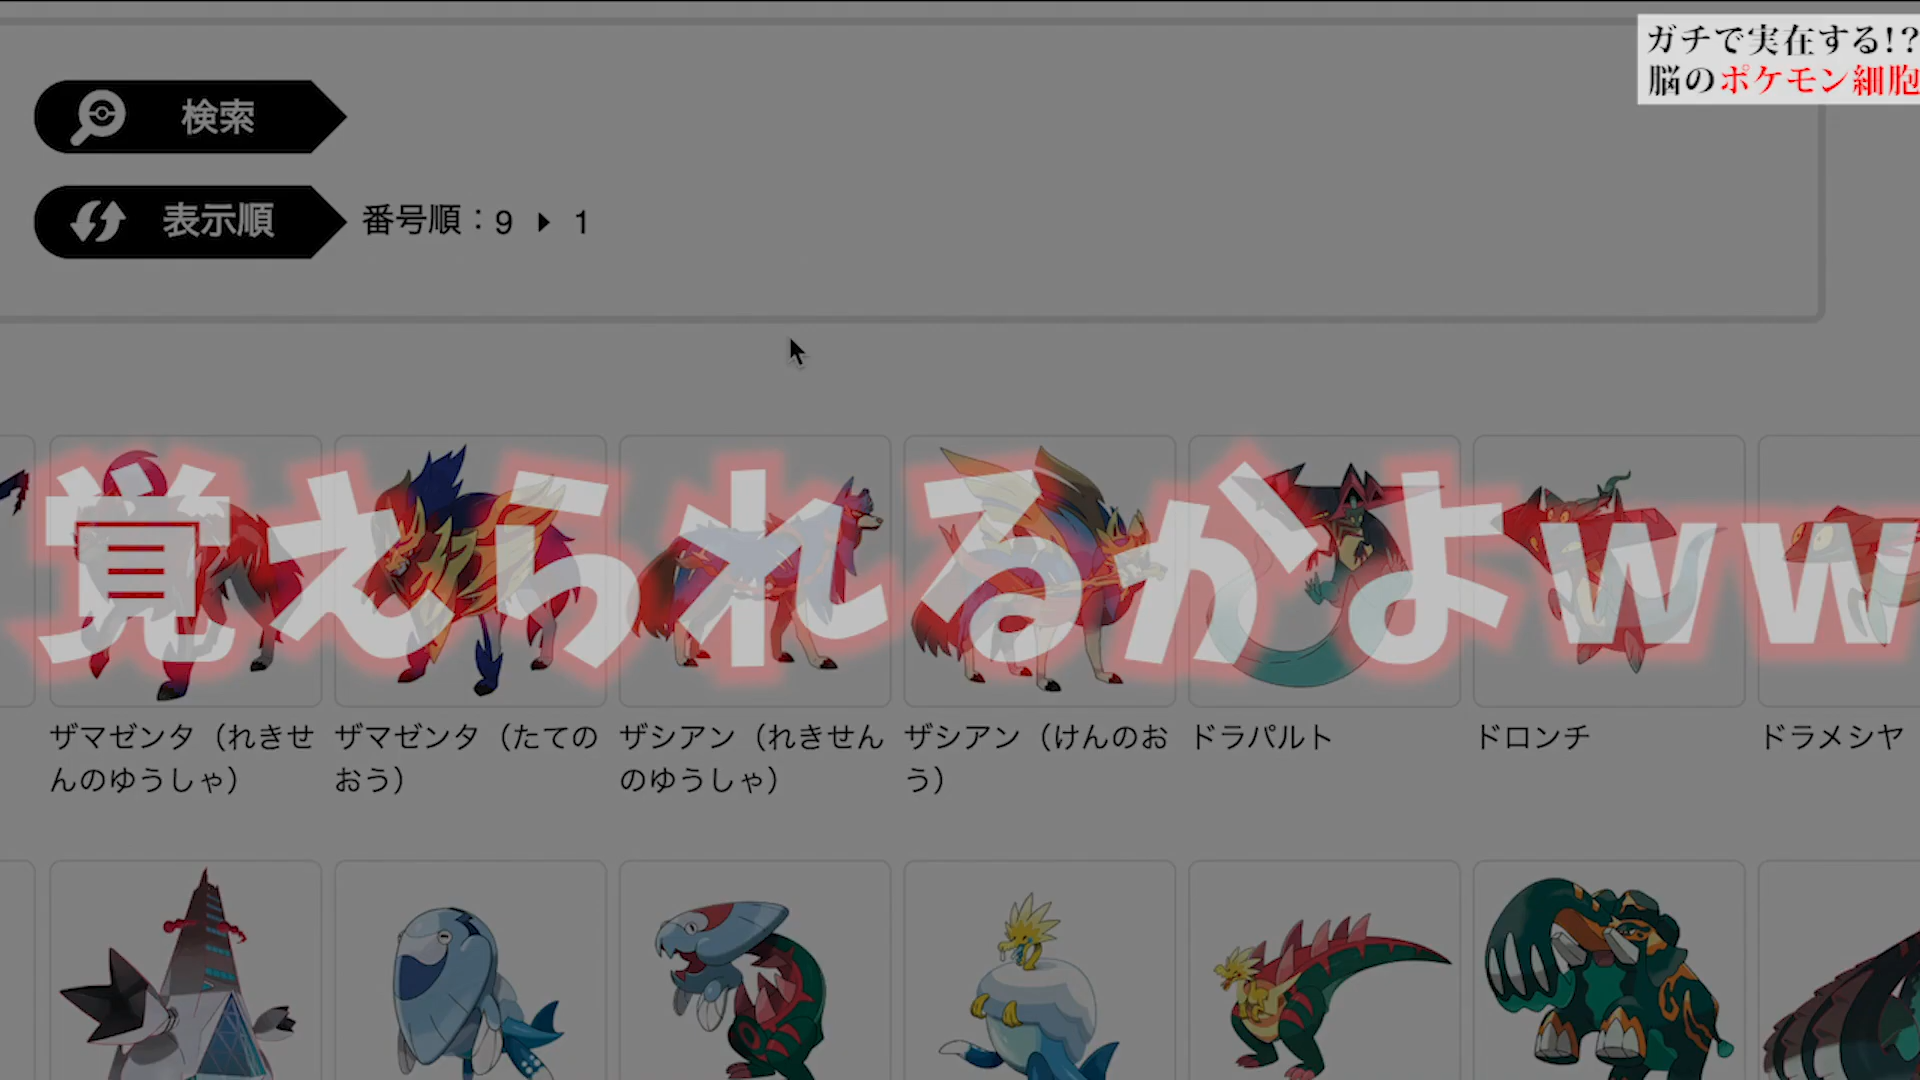 ガチで実在する!?
脳のポケモン細胞
検索
表示順
番号順：9 ▶ 1
覚えられるかよww
ザマゼンタ（れきせ
んのゆうしゃ）
ザマゼンタ（たての
おう）
ザシアン（れきせん
のゆうしゃ）
ザシアン（けんのお
う）
ドラパルト
ドロンチ
ドラメシヤ